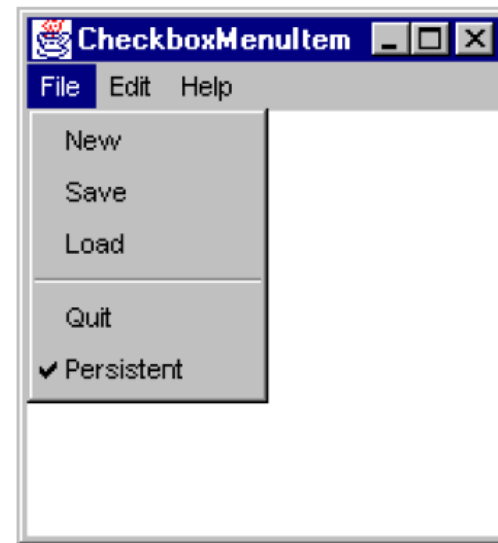 CheckboxMenuItem
File Edit Help
New
Save
Load
Quit
Persistent